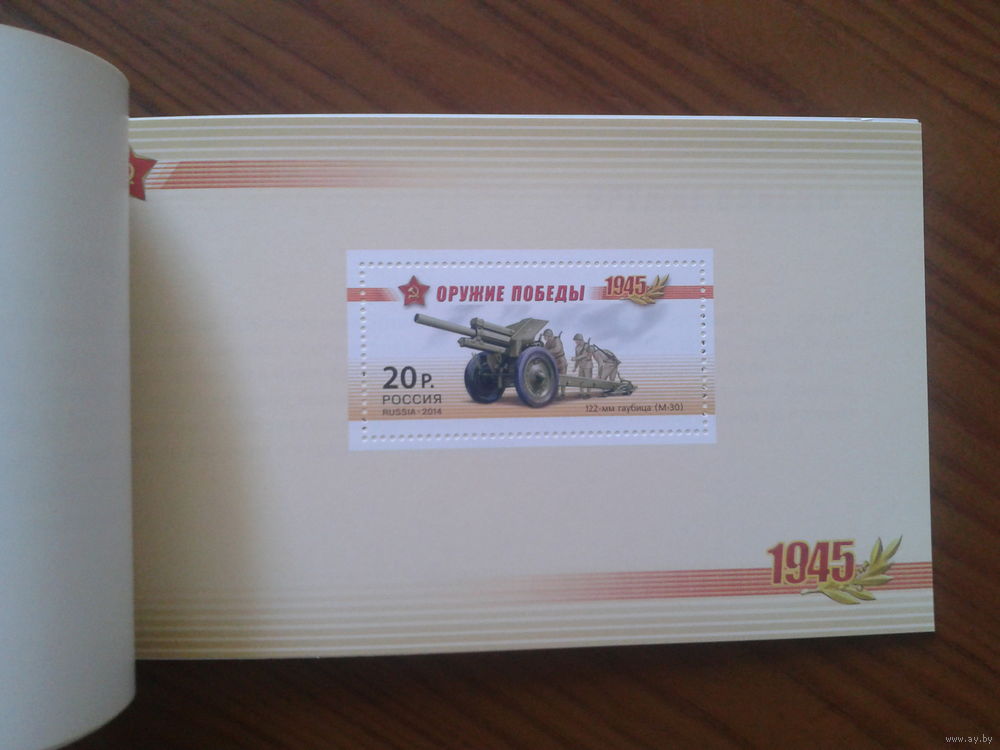 ОРУЖИЕ ПОБЕДЫ 1945
20 Р.
РОССИЯ
RUSSIA · 2014
122-мм гаубица (М-30)
1945
www.ay.by